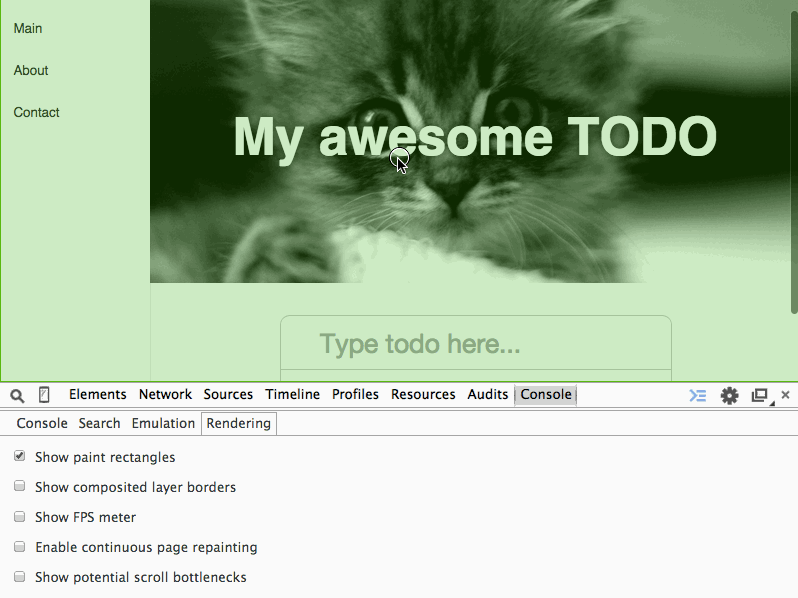 Main
About
Contact
My awesome TODO
Type todo here...
Elements Network Sources Timeline Profiles Resources Audits Console
Console Search Emulation Rendering
Show paint rectangles
Show composited layer borders
Show FPS meter
Enable continuous page repainting
Show potential scroll bottlenecks